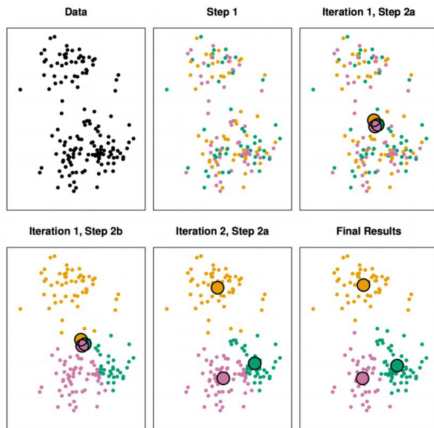 Data
Step 1
Iteration 1, Step 2a
Iteration 1, Step 2b
Iteration 2, Step 2a
Final Results